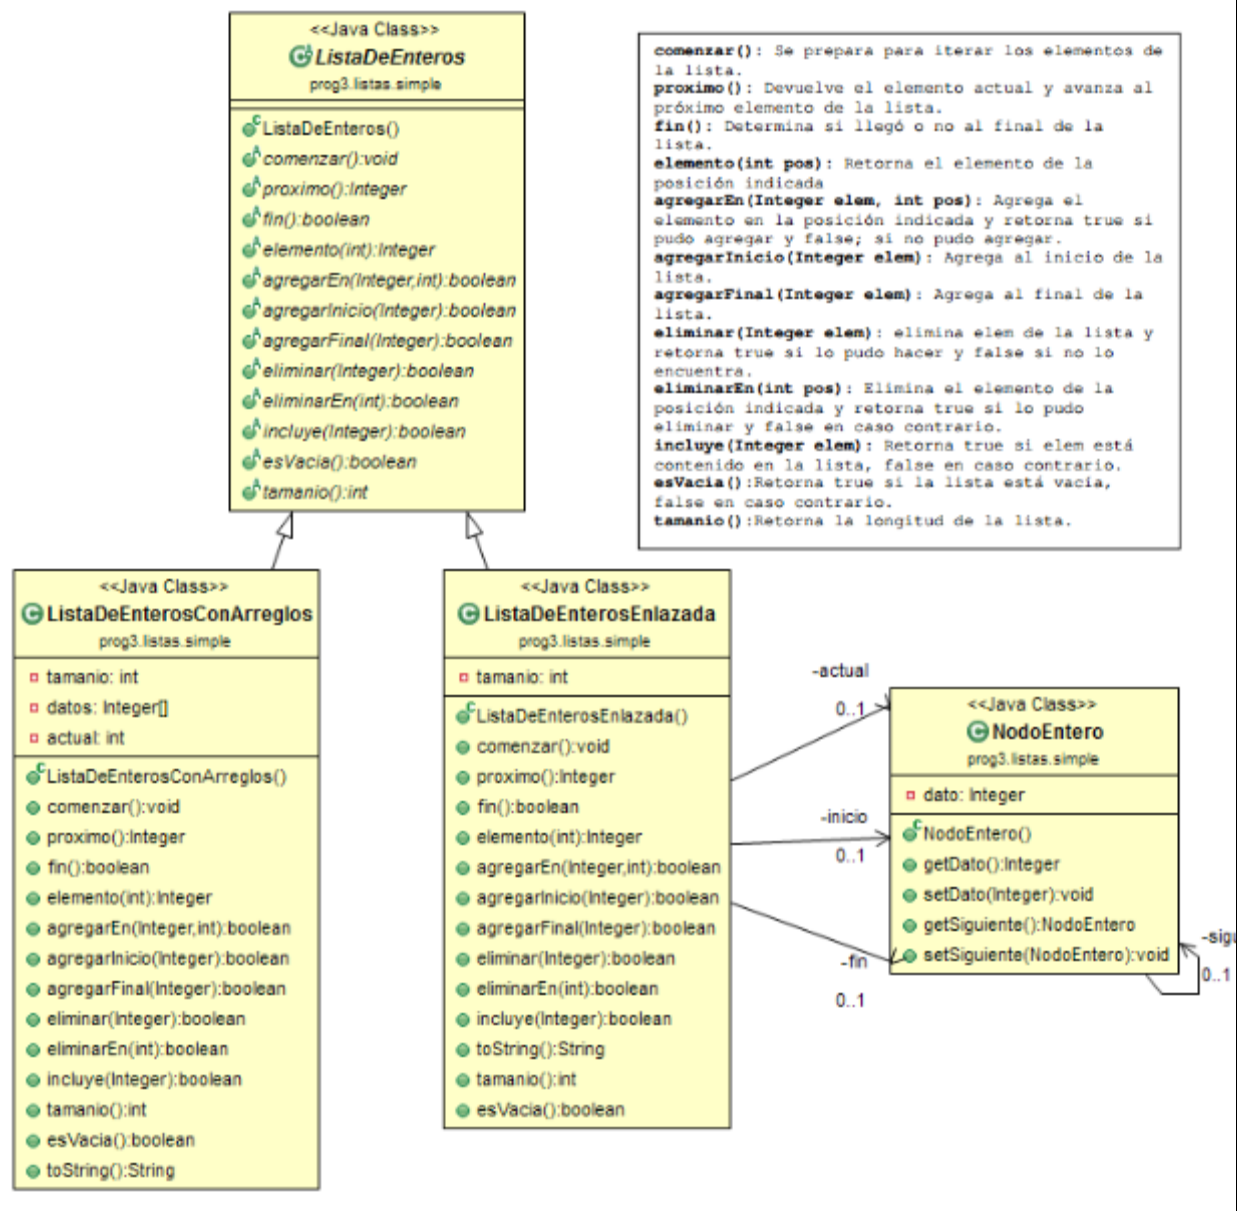 <<Java Class>>
ListaDeEnteros
prog3.listas.simple
ListaDeEnteros()
comenzar():void
proximo():Integer
fin():boolean
elemento(int):Integer
agregarEn(Integer,int):boolean
agregarInicio(Integer):boolean
agregarFinal(Integer):boolean
eliminar(Integer):boolean
eliminarEn(int):boolean
incluye(Integer):boolean
esVacia():boolean
tamanio():int
comenzar(): Se prepara para iterar los elementos de
la lista.
proximo(): Devuelve el elemento actual y avanza al
próximo elemento de la lista.
fin(): Determina si llegó o no al final de la
lista.
elemento(int pos): Retorna el elemento de la
posición indicada
agregarEn(Integer elem, int pos): Agrega el
elemento en la posición indicada y retorna true si
pudo agregar y false; si no pudo agregar.
agregarInicio(Integer elem): Agrega al inicio de la
lista.
agregarFinal(Integer elem): Agrega al final de la
lista.
eliminar(Integer elem): elimina elem de la lista y
retorna true si lo pudo hacer y false si no lo
encuentra.
eliminarEn(int pos): Elimina el elemento de la
posición indicada y retorna true si lo pudo
eliminar y false en caso contrario.
incluye(Integer elem): Retorna true si elem está
contenido en la lista, false en caso contrario.
esVacia():Retorna true si la lista está vacía,
false en caso contrario.
tamanio():Retorna la longitud de la lista.
<<Java Class>>
ListaDeEnterosConArreglos
prog3.listas.simple
tamanio: int
datos: Integer[]
actual: int
ListaDeEnterosConArreglos()
comenzar():void
proximo():Integer
fin():boolean
elemento(int):Integer
agregarEn(Integer,int):boolean
agregarInicio(Integer):boolean
agregarFinal(Integer):boolean
eliminar(Integer):boolean
eliminarEn(int):boolean
incluye(Integer):boolean
tamanio():int
esVacia():boolean
toString():String
<<Java Class>>
ListaDeEnterosEnlazada
prog3.listas.simple
tamanio: int
ListaDeEnterosEnlazada()
comenzar():void
proximo():Integer
fin():boolean
elemento(int):Integer
agregarEn(Integer,int):boolean
agregarInicio(Integer):boolean
agregarFinal(Integer):boolean
eliminar(Integer):boolean
eliminarEn(int):boolean
incluye(Integer):boolean
toString():String
tamanio():int
esVacia():boolean
-actual
0..1
-inicio
0..1
-fin
0..1
<<Java Class>>
NodoEntero
prog3.listas.simple
dato: Integer
NodoEntero()
getDato():Integer
setDato(Integer):void
getSiguiente():NodoEntero
setSiguiente(NodoEntero):void
-sigu
0..1